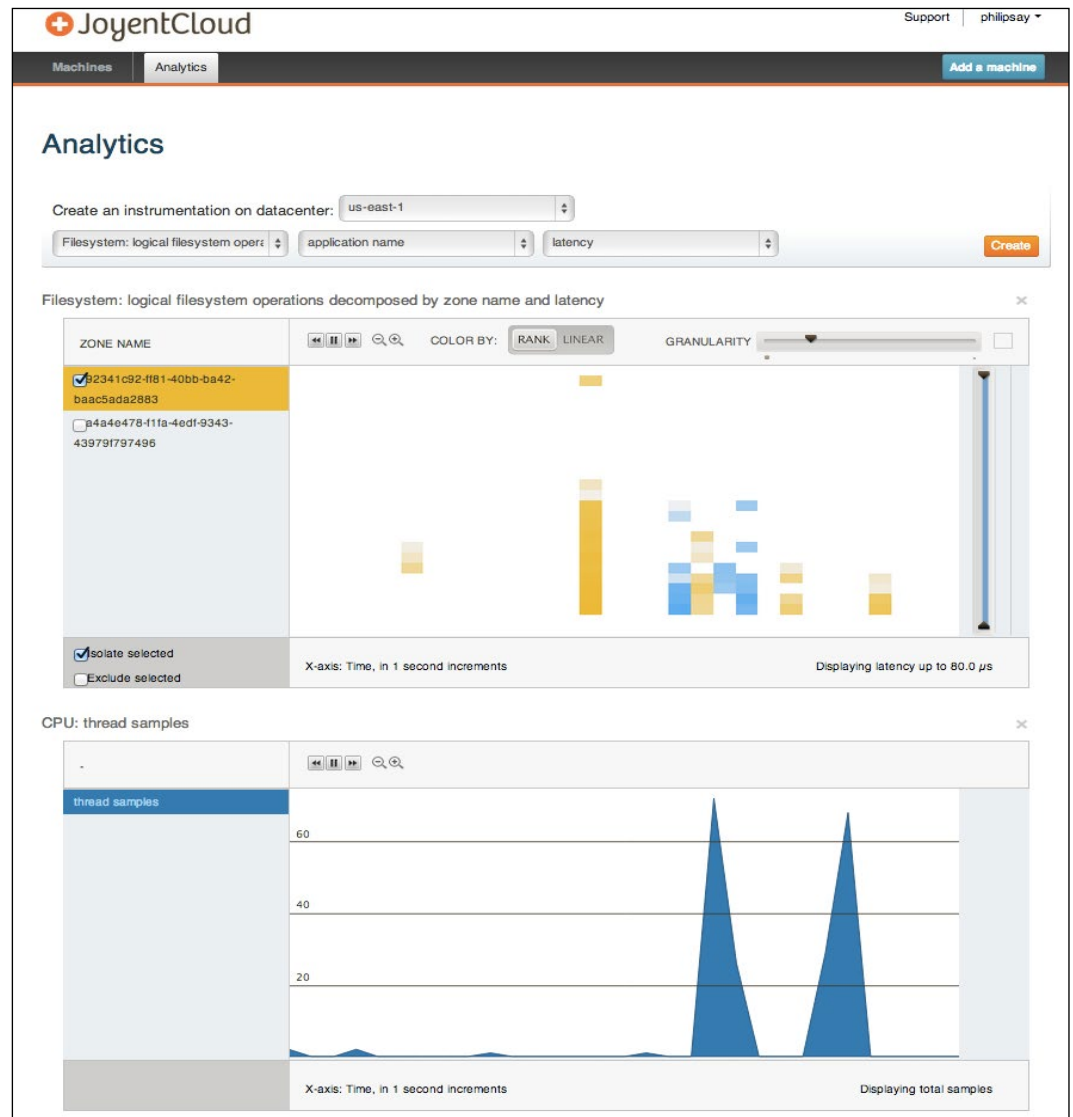 JoyentCloud
Support philipsay
Machines Analytics Add a machine
Analytics
Create an instrumentation on datacenter: us-east-1
Filesystem: logical filesystem opera application name latency Create
Filesystem: logical filesystem operations decomposed by zone name and latency
ZONE NAME COLOR BY: RANK LINEAR GRANULARITY
92341c92-ff81-40bb-ba42-
baac5ada2883
a4a4e478-f1fa-4edf-9343-
43979f797496
Isolate selected
Exclude selected
X-axis: Time, in 1 second increments Displaying latency up to 80.0 µs
CPU: thread samples
-
thread samples
60
40
20
X-axis: Time, in 1 second increments Displaying total samples